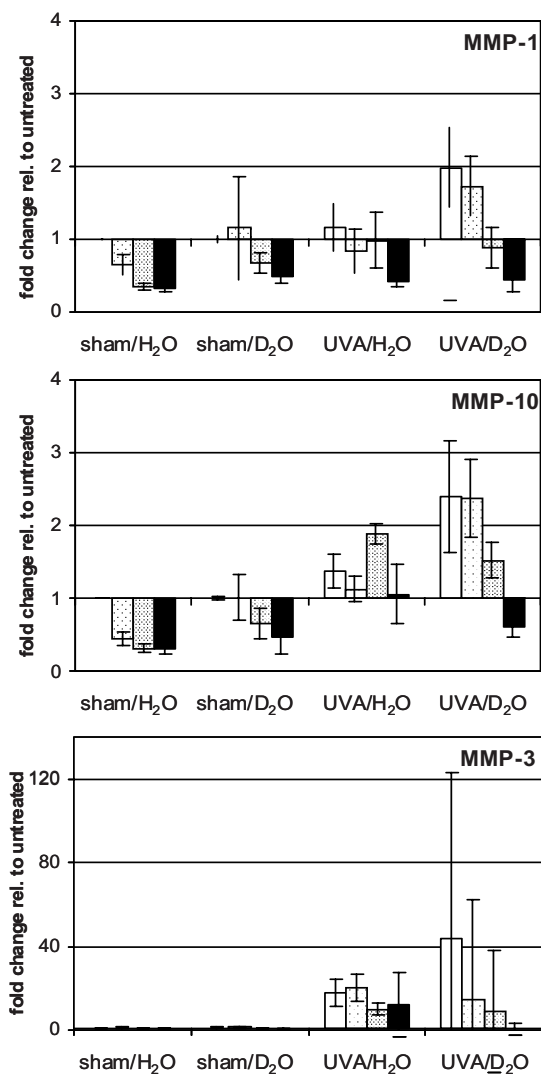 MMP-1
fold change rel. to untreated
4
3
2
1
0
sham/H₂O sham/D₂O UVA/H₂O UVA/D₂O
MMP-10
fold change rel. to untreated
4
3
2
1
0
sham/H₂O sham/D₂O UVA/H₂O UVA/D₂O
MMP-3
fold change rel. to untreated
120
80
40
0
sham/H₂O sham/D₂O UVA/H₂O UVA/D₂O